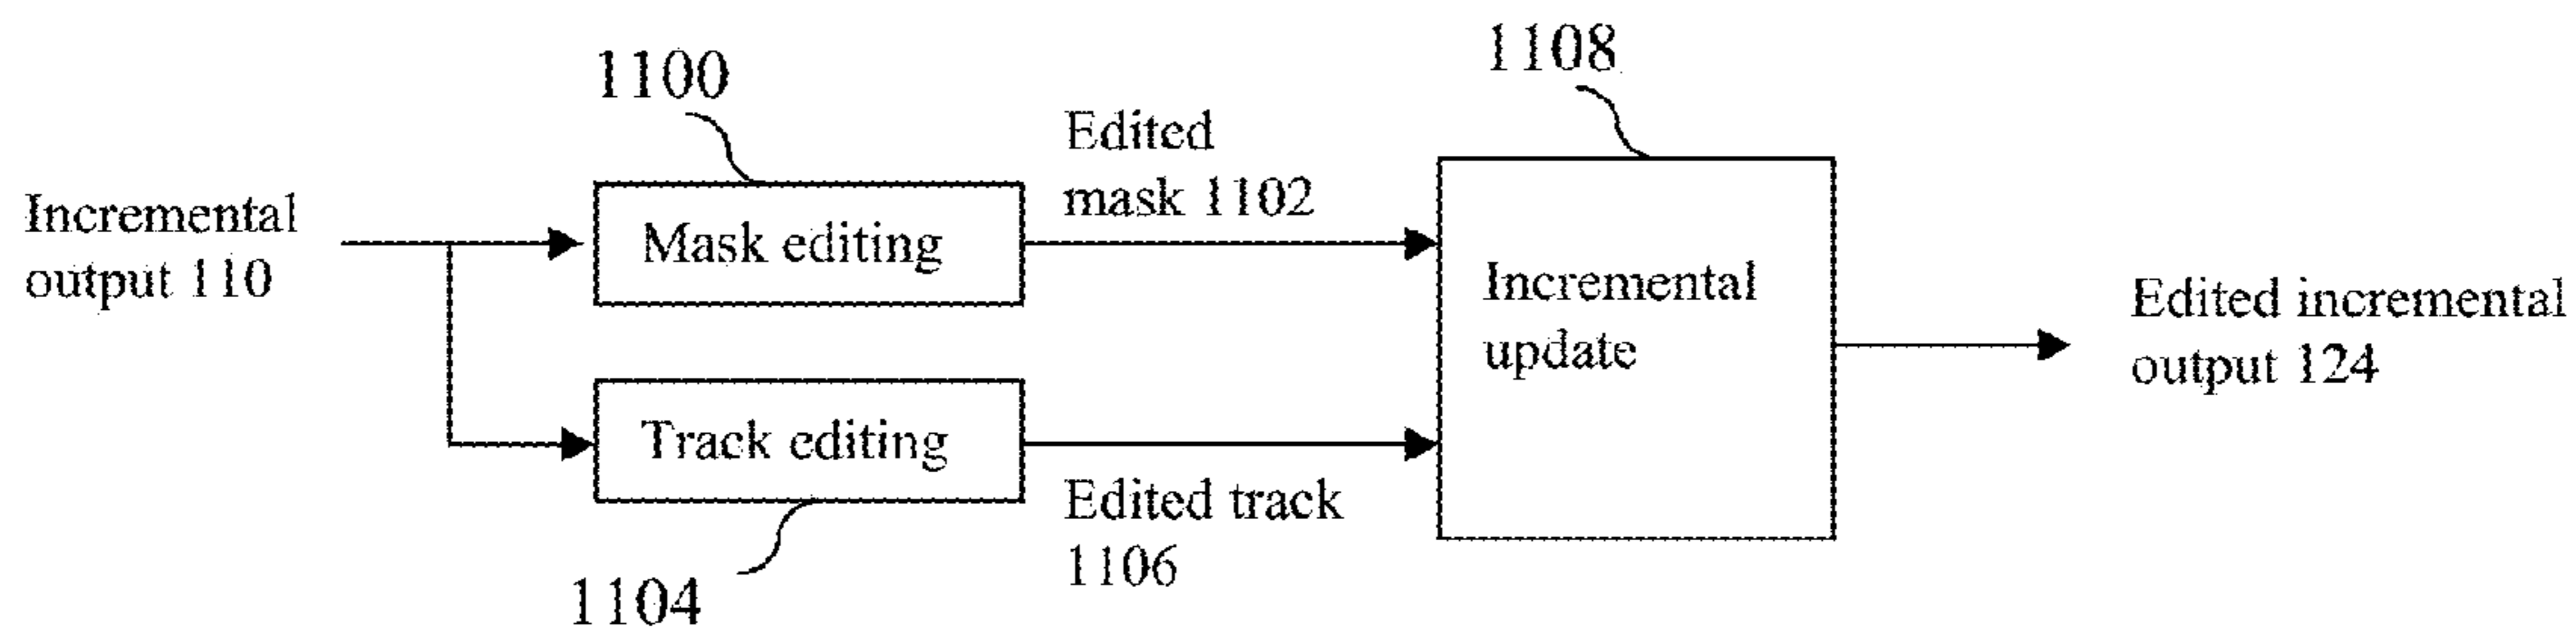 1108
1100
Edited
mask 1102
Incremental
output 110
Mask editing
Incremental
update
Edited incremental
output 124
Track editing
Edited track
1106
1104